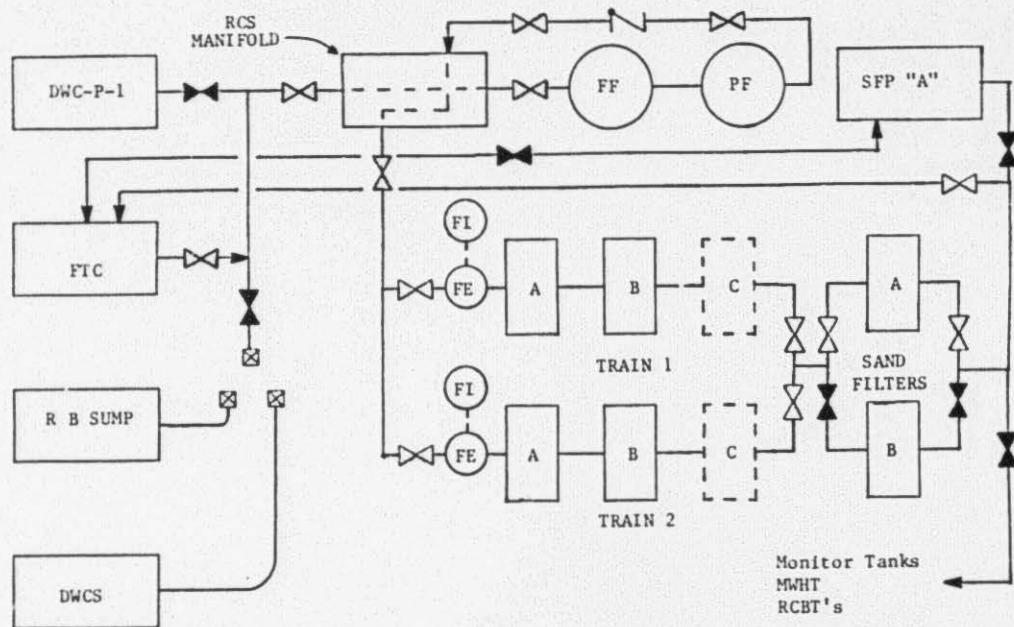 RCS
MANIFOLD
DWC-P-1
FF
PF
SFP "A"
FTC
FI
FE
A
B
C
A
TRAIN 1
SAND
FILTERS
R B SUMP
FI
FE
A
B
C
B
TRAIN 2
DWCS
Monitor Tanks
MWHT
RCBT's